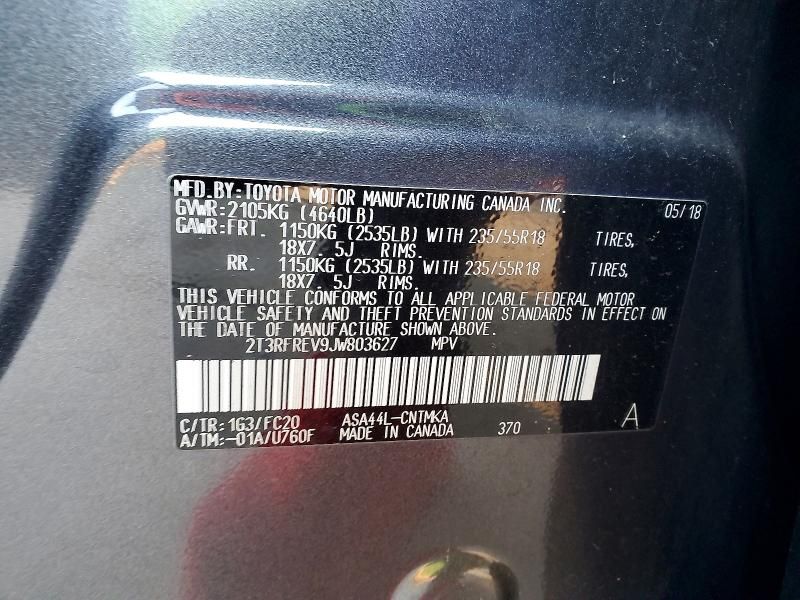 MFD.BY:TOYOTA MOTOR MANUFACTURING CANADA INC. 05/18
GVWR:2105KG (4640LB)
GAWR:FRT. 1150KG (2535LB) WITH 235/55R18 TIRES,
18X7.5J RIMS.
RR. 1150KG (2535LB) WITH 235/55R18 TIRES,
18X7.5J RIMS.
THIS VEHICLE CONFORMS TO ALL APPLICABLE FEDERAL MOTOR
VEHICLE SAFETY AND THEFT PREVENTION STANDARDS IN EFFECT ON
THE DATE OF MANUFACTURE SHOWN ABOVE.
2T3RFREV9JW803627 MPV
C/TR:1G3/FC20 ASA44L-CNTMKA
A/TM:-01A/U760F MADE IN CANADA 370 A